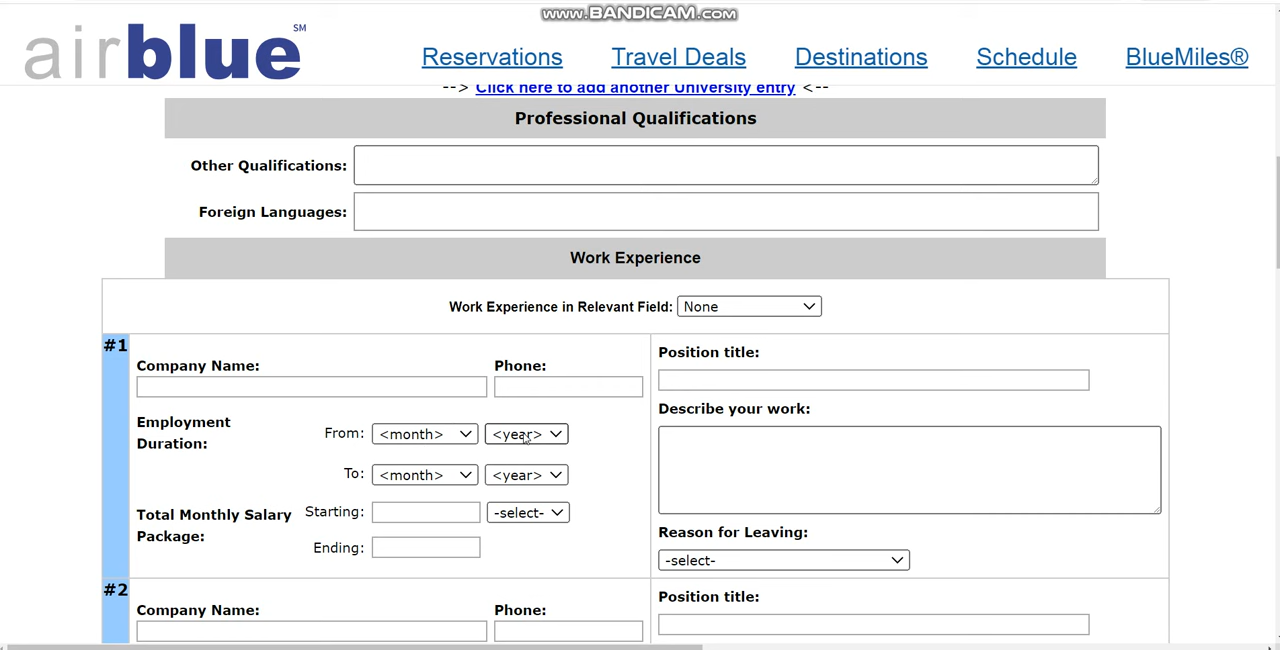 www.BANDICAM.com
airblue SM
Reservations Travel Deals Destinations Schedule BlueMiles®
--> Click here to add another University entry <--
Professional Qualifications
Other Qualifications:
Foreign Languages:
Work Experience
Work Experience in Relevant Field: None
#1
Company Name: Phone:
Employment Duration:
From: <month> <year>
To: <month> <year>
Total Monthly Salary Package:
Starting: -select-
Ending:
Position title:
Describe your work:
Reason for Leaving:
-select-
#2
Company Name: Phone:
Position title: